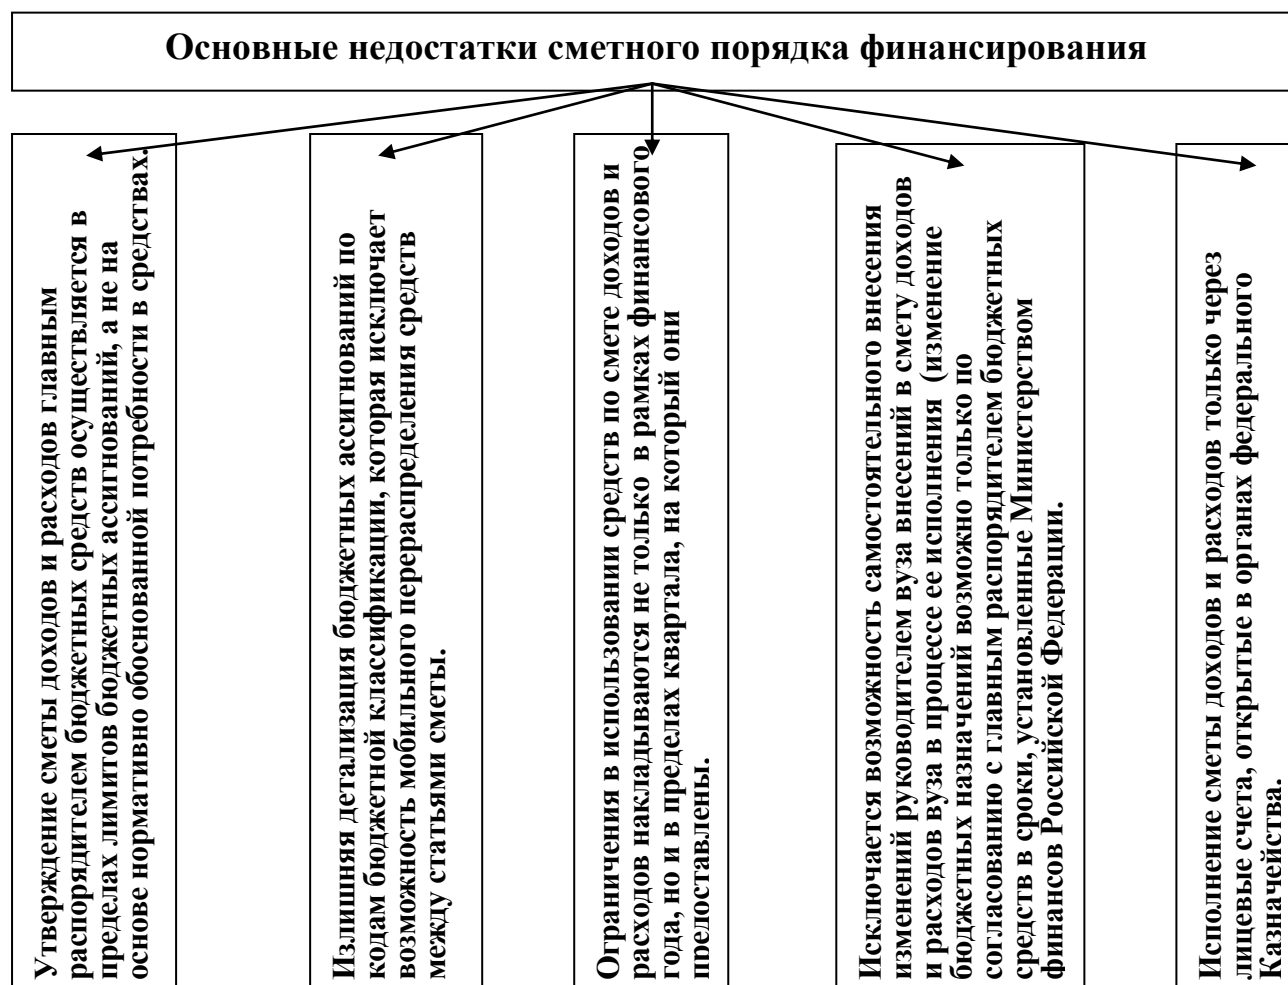 Основные недостатки сметного порядка финансирования
Утверждение сметы доходов и расходов главным
распорядителем бюджетных средств осуществляется в
пределах лимитов бюджетных ассигнований, а не на
основе нормативно обоснованной потребности в средствах.
Излишняя детализация бюджетных ассигнований по
кодам бюджетной классификации, которая исключает
возможность мобильного перераспределения средств
между статьями сметы.
Ограничения в использовании средств по смете доходов и
расходов накладываются не только в рамках финансового
года, но и в пределах квартала, на который они
предоставлены.
Исключается возможность самостоятельного внесения
изменений руководителем вуза внесений в смету доходов
и расходов вуза в процессе ее исполнения (изменение
бюджетных назначений возможно только по
согласованию с главным распорядителем бюджетных
средств в сроки, установленные Министерством
финансов Российской Федерации.
Исполнение сметы доходов и расходов только через
лицевые счета, открытые в органах федерального
Казначейства.